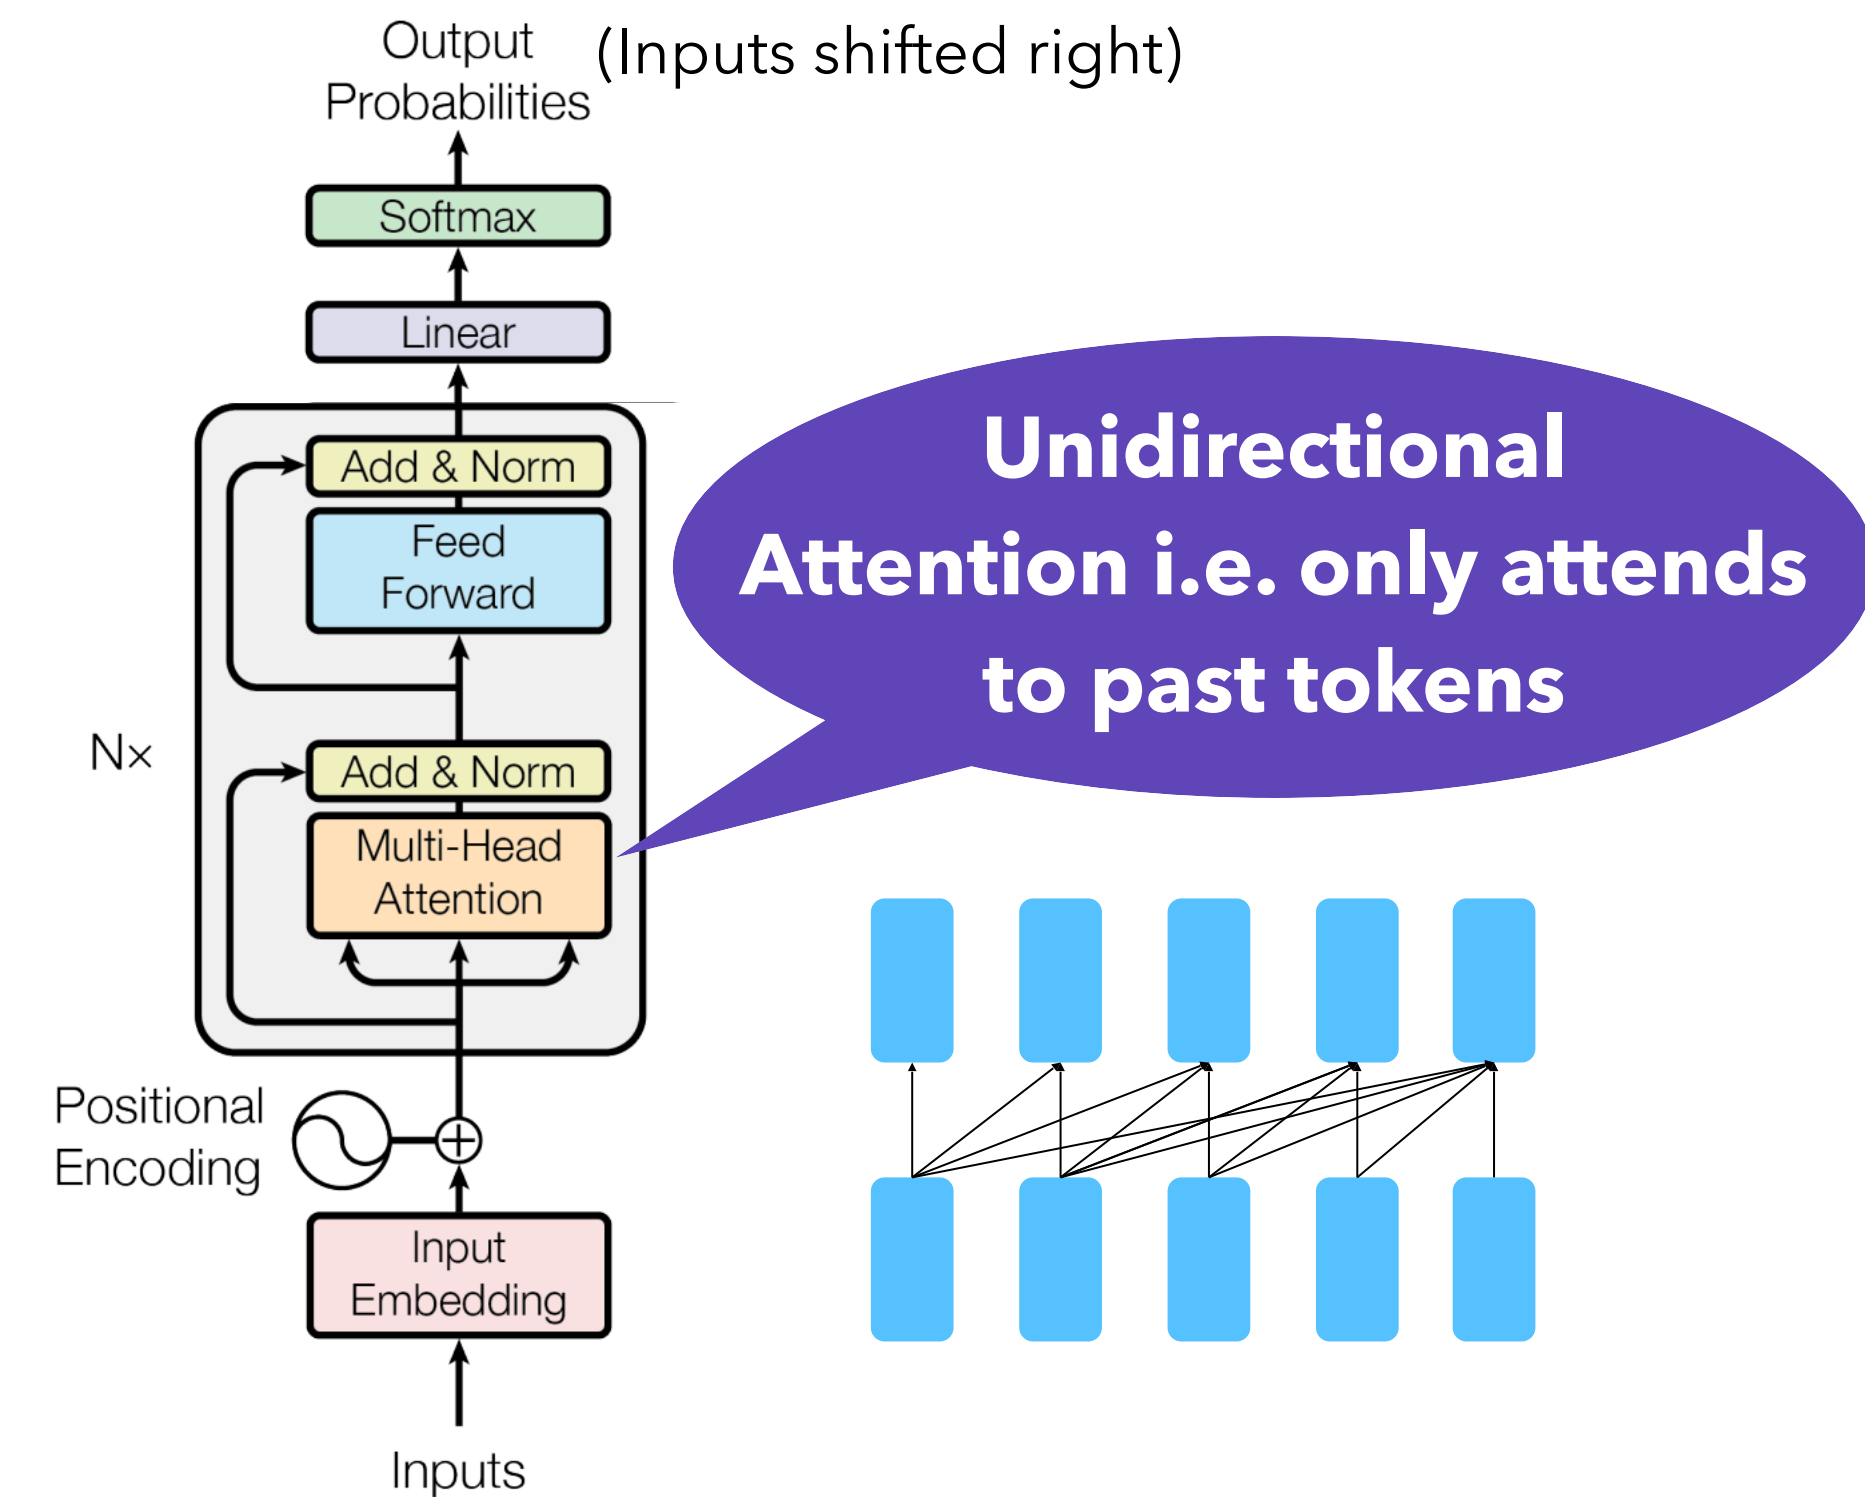 Output
Probabilities
(Inputs shifted right)
Softmax
Linear
Add & Norm
Feed
Forward
Nx
Add & Norm
Multi-Head
Attention
Unidirectional
Attention i.e. only attends
to past tokens
Positional
Encoding
Input
Embedding
Inputs